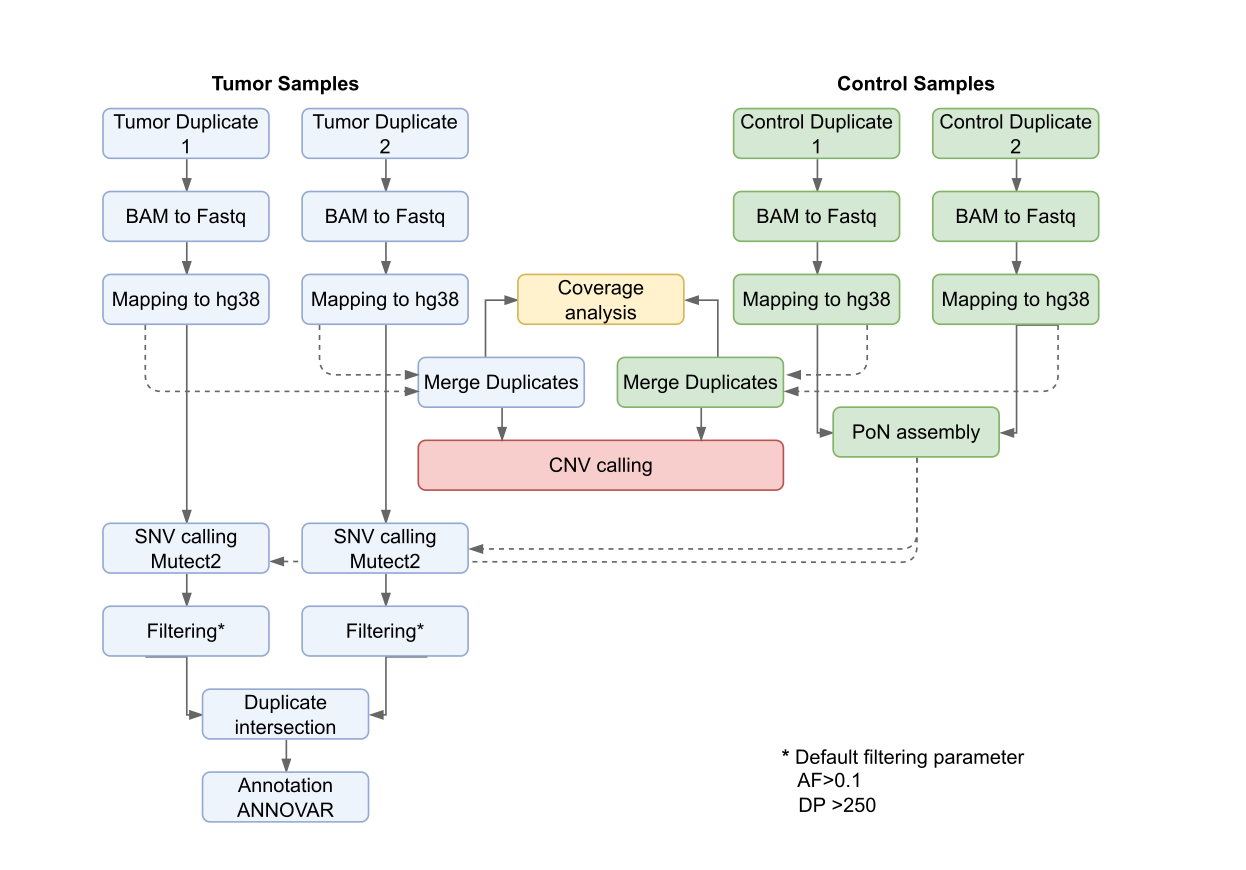 Tumor Samples
Control Samples
Tumor Duplicate
1
Tumor Duplicate
2
Control Duplicate
1
Control Duplicate
2
BAM to Fastq
BAM to Fastq
BAM to Fastq
BAM to Fastq
Mapping to hg38
Mapping to hg38
Coverage
analysis
Mapping to hg38
Mapping to hg38
Merge Duplicates
Merge Duplicates
PoN assembly
CNV calling
SNV calling
Mutect2
SNV calling
Mutect2
Filtering*
Filtering*
Duplicate
intersection
Annotation
ANNOVAR
* Default filtering parameter
AF>0.1
DP >250